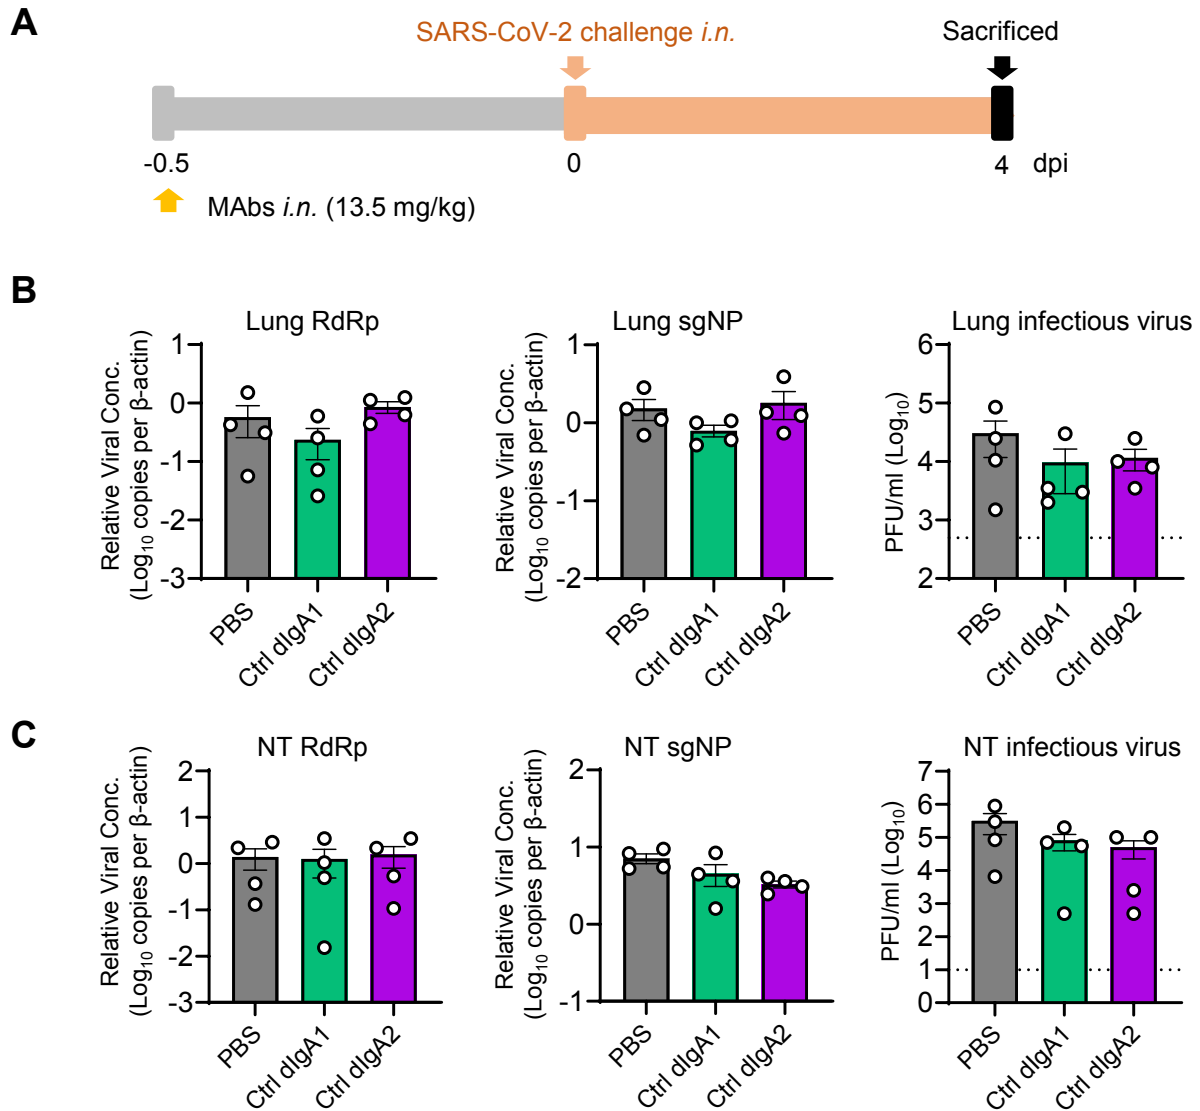 A
SARS-CoV-2 challenge i.n.
Sacrificed
-0.5
0
4
dpi
MAbs i.n. (13.5 mg/kg)
B
Lung RdRp
Relative Viral Conc.
(Log10 copies per β-actin)
1
0
-1
-2
-3
PBS
Ctrl dIgA1
Ctrl dIgA2
Lung sgNP
Relative Viral Conc.
(Log10 copies per β-actin)
1
0
-1
-2
PBS
Ctrl dIgA1
Ctrl dIgA2
Lung infectious virus
PFU/ml (Log10)
6
5
4
3
2
PBS
Ctrl dIgA1
Ctrl dIgA2
C
NT RdRp
Relative Viral Conc.
(Log10 copies per β-actin)
2
1
0
-1
-2
-3
PBS
Ctrl dIgA1
Ctrl dIgA2
NT sgNP
Relative Viral Conc.
(Log10 copies per β-actin)
2
1
0
-1
PBS
Ctrl dIgA1
Ctrl dIgA2
NT infectious virus
PFU/ml (Log10)
7
6
5
4
3
2
1
0
PBS
Ctrl dIgA1
Ctrl dIgA2